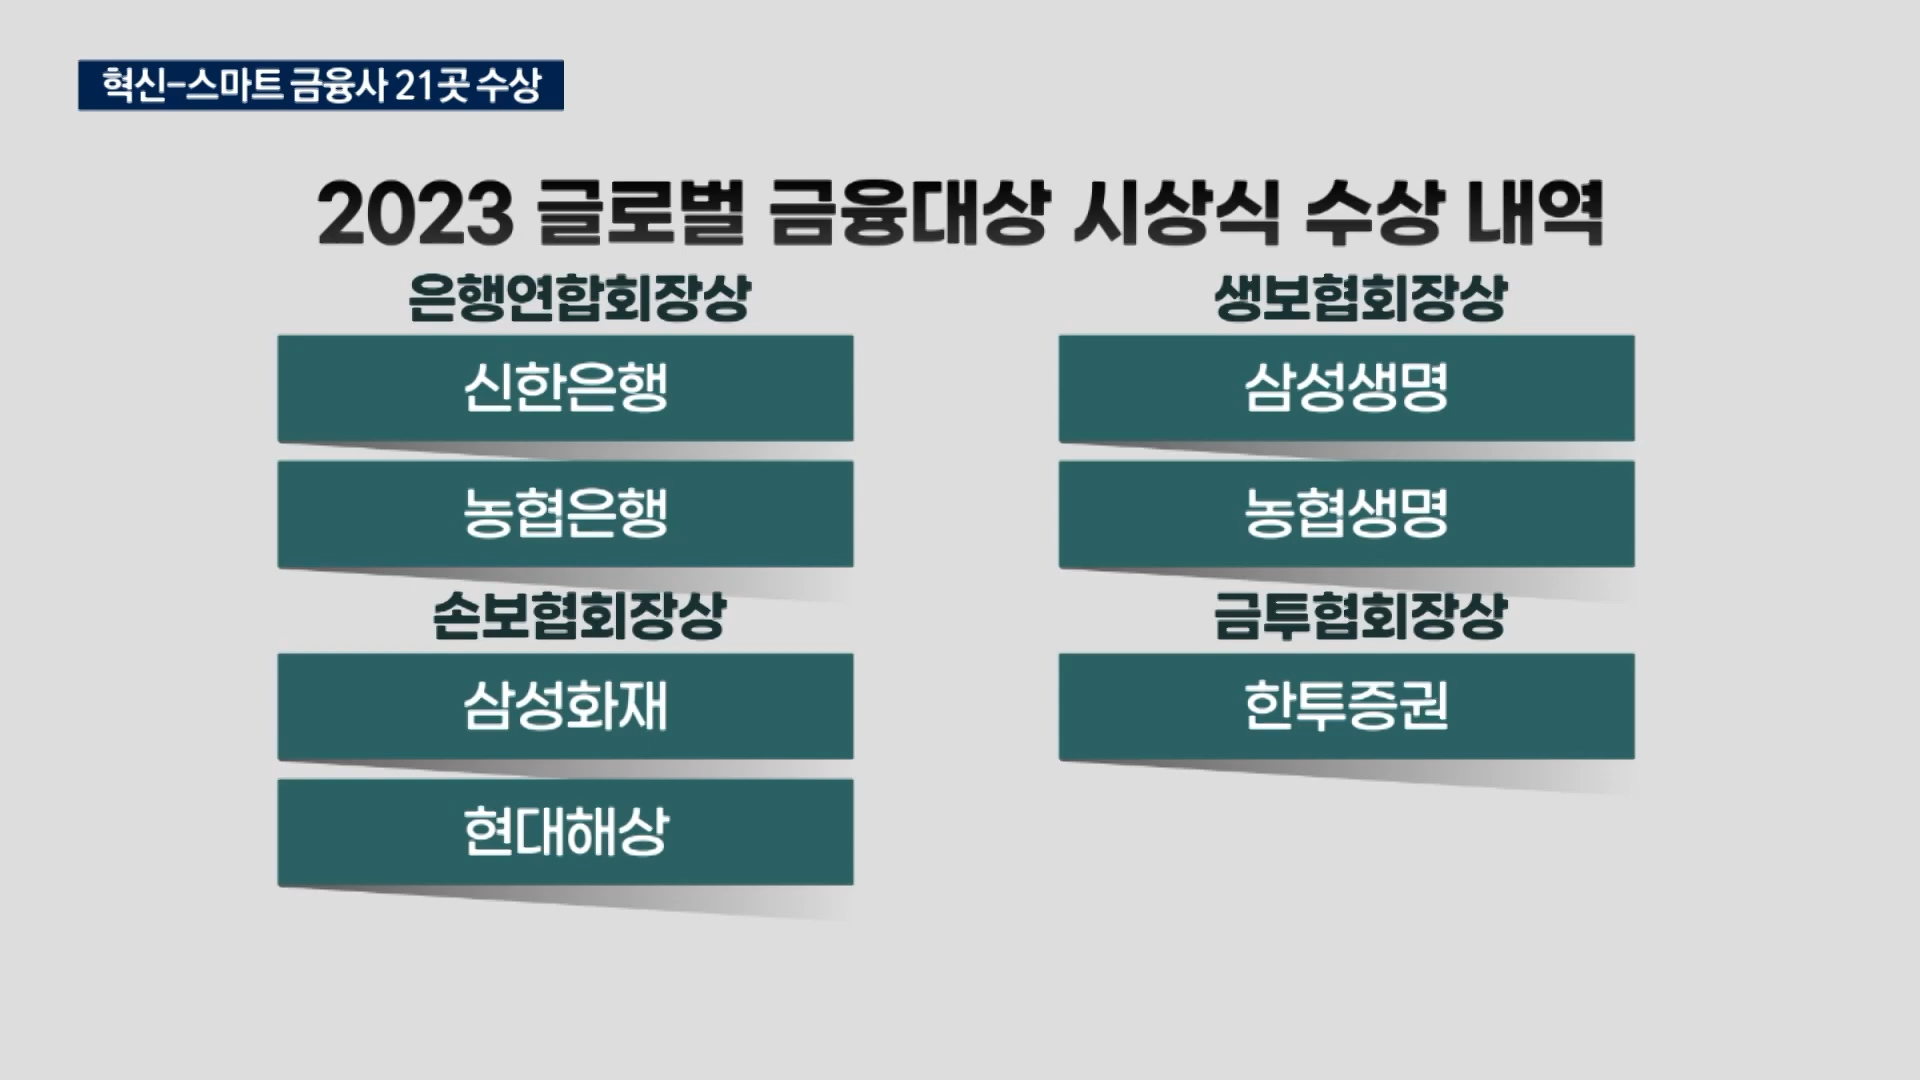 혁신-스마트 금융사 21곳 수상
2023 글로벌 금융대상 시상식 수상 내역
은행연합회장상
신한은행
농협은행
생보협회장상
삼성생명
농협생명
손보협회장상
삼성화재
현대해상
금투협회장상
한투증권